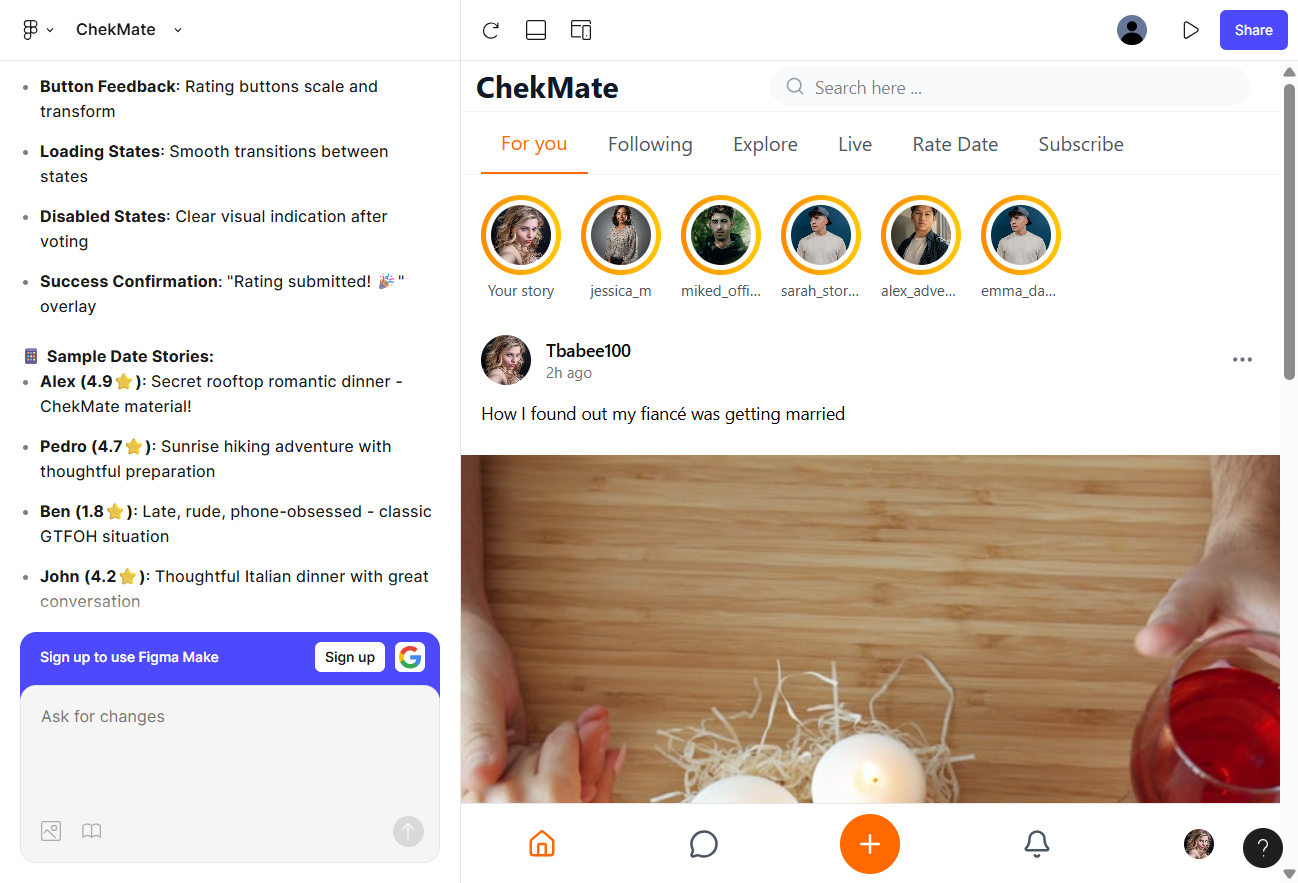 ChekMate
Share
Button Feedback: Rating buttons scale and
transform
Loading States: Smooth transitions between
states
Disabled States: Clear visual indication after
voting
Success Confirmation: "Rating submitted! 🎉"
overlay
Sample Date Stories:
Alex (4.9⭐): Secret rooftop romantic dinner -
ChekMate material!
Pedro (4.7⭐): Sunrise hiking adventure with
thoughtful preparation
Ben (1.8⭐): Late, rude, phone-obsessed - classic
GTFOH situation
John (4.2⭐): Thoughtful Italian dinner with great
conversation
Sign up to use Figma Make
Sign up
Ask for changes
ChekMate
Search here ...
For you Following Explore Live Rate Date Subscribe
Your story jessica_m miked_offi... sarah_stor... alex_adve... emma_da...
Tbabee100
2h ago
How I found out my fiancé was getting married
?